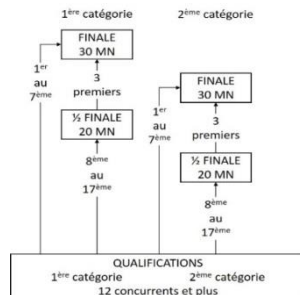 1ère catégorie 2ème catégorie
FINALE
30 MN
FINALE
30 MN
1er
au
7ème
3
premiers
1er
au
7ème
3
premiers
½ FINALE
20 MN
½ FINALE
20 MN
8ème
au
17ème
8ème
au
17ème
QUALIFICATIONS
1ère catégorie 2ème catégorie
12 concurrents et plus